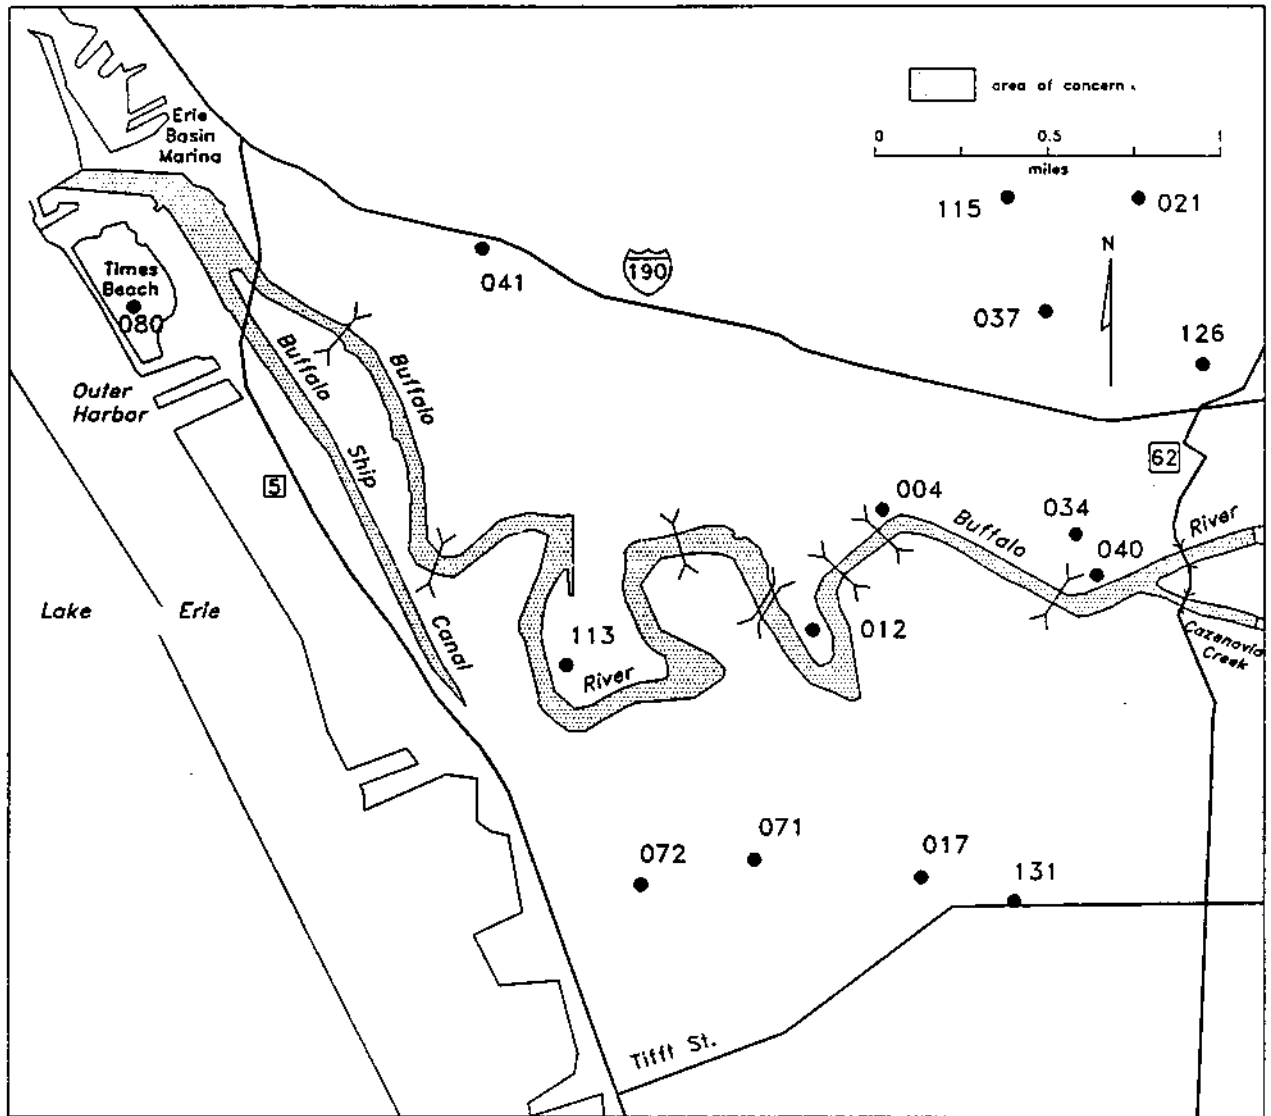 area of concern
0 0.5 1
miles
Erie
Basin
Marina
115
021
N
041
190
037
126
Times
Beach
080
Outer
Harbor
Buffalo
Ship
Canal
Buffalo
River
5
62
004
034
040
Buffalo
River
Cazenovia
Creek
Lake Erie
113
012
072
071
017
131
Tifft St.